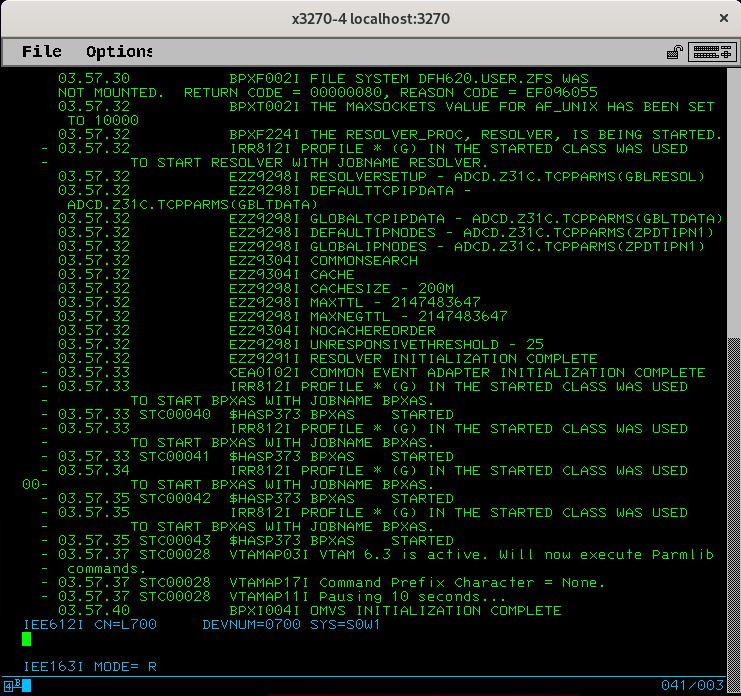 x3270-4 localhost:3270
File Options
03.57.30 BPXF002I FILE SYSTEM DFH620.USER.ZFS WAS
NOT MOUNTED. RETURN CODE = 00000080, REASON CODE = EF096055
03.57.32 BPXT002I THE MAXSOCKETS VALUE FOR AF_UNIX HAS BEEN SET
TO 10000
03.57.32 BPXF224I THE RESOLVER_PROC, RESOLVER, IS BEING STARTED.
- 03.57.32 IRR812I PROFILE * (G) IN THE STARTED CLASS WAS USED
- TO START RESOLVER WITH JOBNAME RESOLVER.
03.57.32 EZZ9298I RESOLVERSETUP - ADCD.Z31C.TCPPARMS(GBLRESOL)
03.57.32 EZZ9298I DEFAULTTCPIPDATA -
ADCD.Z31C.TCPPARMS(GBLTDATA)
03.57.32 EZZ9298I GLOBALTCPIPDATA - ADCD.Z31C.TCPPARMS(GBLTDATA)
03.57.32 EZZ9298I DEFAULTIPNODES - ADCD.Z31C.TCPPARMS(ZPDTIPN1)
03.57.32 EZZ9298I GLOBALIPNODES - ADCD.Z31C.TCPPARMS(ZPDTIPN1)
03.57.32 EZZ9304I COMMONSEARCH
03.57.32 EZZ9304I CACHE
03.57.32 EZZ9298I CACHESIZE - 200M
03.57.32 EZZ9298I MAXTTL - 2147483647
03.57.32 EZZ9298I MAXNEGTTL - 2147483647
03.57.32 EZZ9304I NOCACHEREORDER
03.57.32 EZZ9298I UNRESPONSIVETHRESHOLD - 25
03.57.32 EZZ9291I RESOLVER INITIALIZATION COMPLETE
- 03.57.33 CEA0102I COMMON EVENT ADAPTER INITIALIZATION COMPLETE
- 03.57.33 IRR812I PROFILE * (G) IN THE STARTED CLASS WAS USED
- TO START BPXAS WITH JOBNAME BPXAS.
- 03.57.33 STC00040 $HASP373 BPXAS STARTED
- 03.57.33 IRR812I PROFILE * (G) IN THE STARTED CLASS WAS USED
- TO START BPXAS WITH JOBNAME BPXAS.
- 03.57.33 STC00041 $HASP373 BPXAS STARTED
- 03.57.34 IRR812I PROFILE * (G) IN THE STARTED CLASS WAS USED
00- TO START BPXAS WITH JOBNAME BPXAS.
- 03.57.35 STC00042 $HASP373 BPXAS STARTED
- 03.57.35 IRR812I PROFILE * (G) IN THE STARTED CLASS WAS USED
- TO START BPXAS WITH JOBNAME BPXAS.
- 03.57.35 STC00043 $HASP373 BPXAS STARTED
- 03.57.37 STC00028 VTAMAP03I VTAM 6.3 is active. Will now execute Parmlib
- commands.
- 03.57.37 STC00028 VTAMAP17I Command Prefix Character = None.
- 03.57.37 STC00028 VTAMAP11I Pausing 10 seconds...
03.57.40 BPXI004I OMVS INITIALIZATION COMPLETE
IEE612I CN=L700 DEVNUM=0700 SYS=S0W1
IEE163I MODE= R
4B 041/003